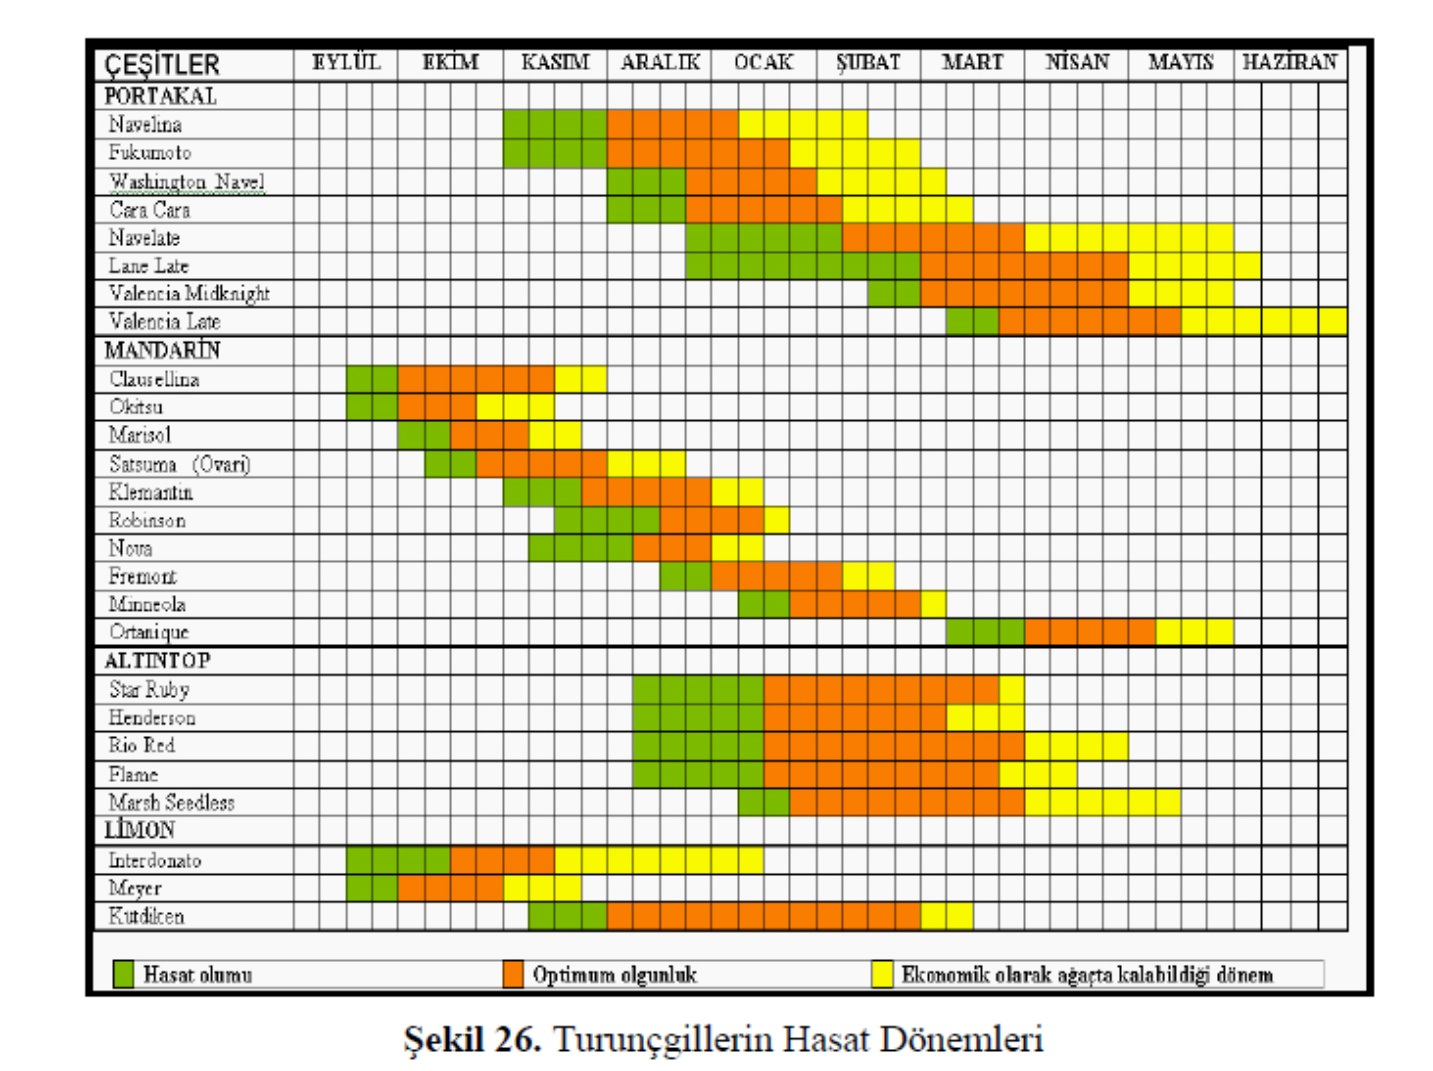 ÇEŞİTLER EYLÜL EKİM KASIM ARALIK OCAK ŞUBAT MART NİSAN MAYIS HAZİRAN
PORTAKAL
Navelina
Fukumoto
Washington Navel
Cara Cara
Navelate
Lane Late
Valencia Midknight
Valencia Late
MANDARİN
Clausellina
Okitsu
Marisol
Satsuma (Ovari)
Klemantin
Robinson
Nova
Fremont
Minneola
Ortanique
ALTINTOP
Star Ruby
Henderson
Rio Red
Flame
Marsh Seedless
LİMON
Interdonato
Meyer
Kutdiken
Hasat olumu Optimum olgunluk Ekonomik olarak ağaçta kalabildiği dönem
Şekil 26. Turunçgillerin Hasat Dönemleri